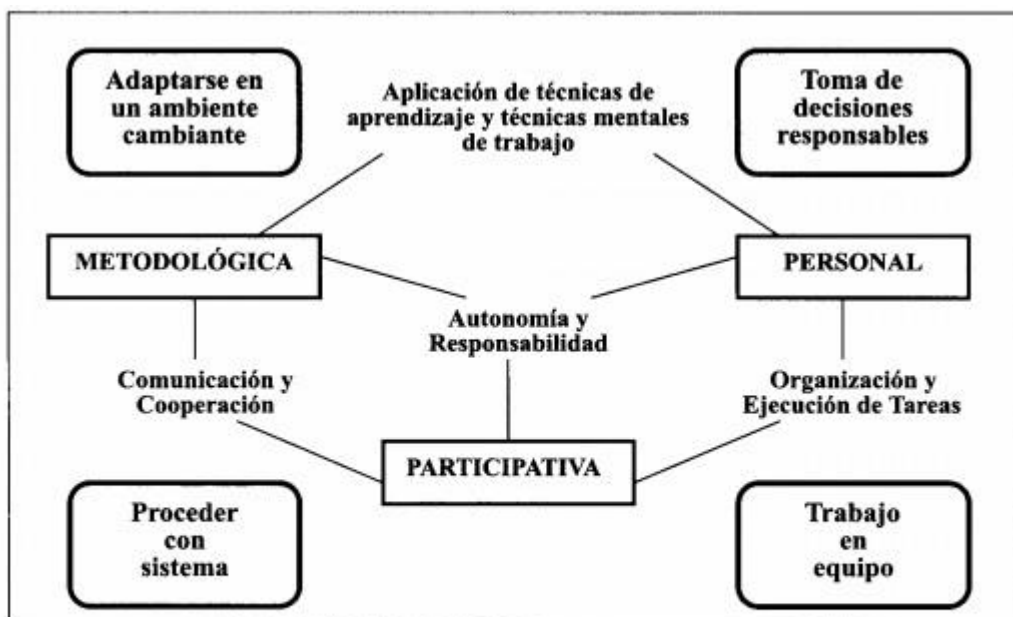 Adaptarse en
un ambiente
cambiante
Aplicación de técnicas de
aprendizaje y técnicas mentales
de trabajo
Toma de
decisiones
responsables
METODOLÓGICA
PERSONAL
Autonomía y
Responsabilidad
Comunicación y
Cooperación
Organización y
Ejecución de Tareas
PARTICIPATIVA
Proceder
con
sistema
Trabajo
en
equipo